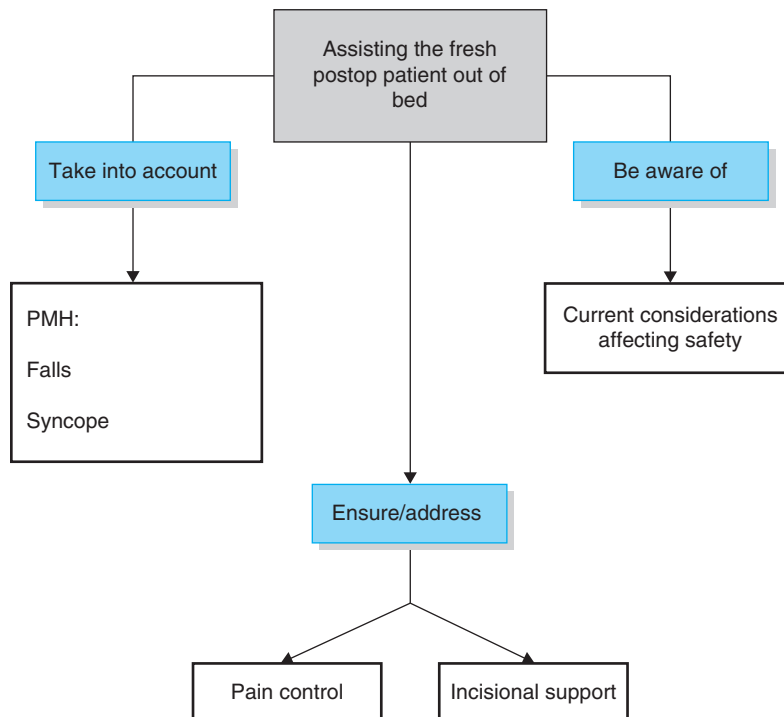 Assisting the fresh
postop patient out of
bed
Take into account
Be aware of
PMH:
Falls
Syncope
Current considerations
affecting safety
Ensure/address
Pain control
Incisional support